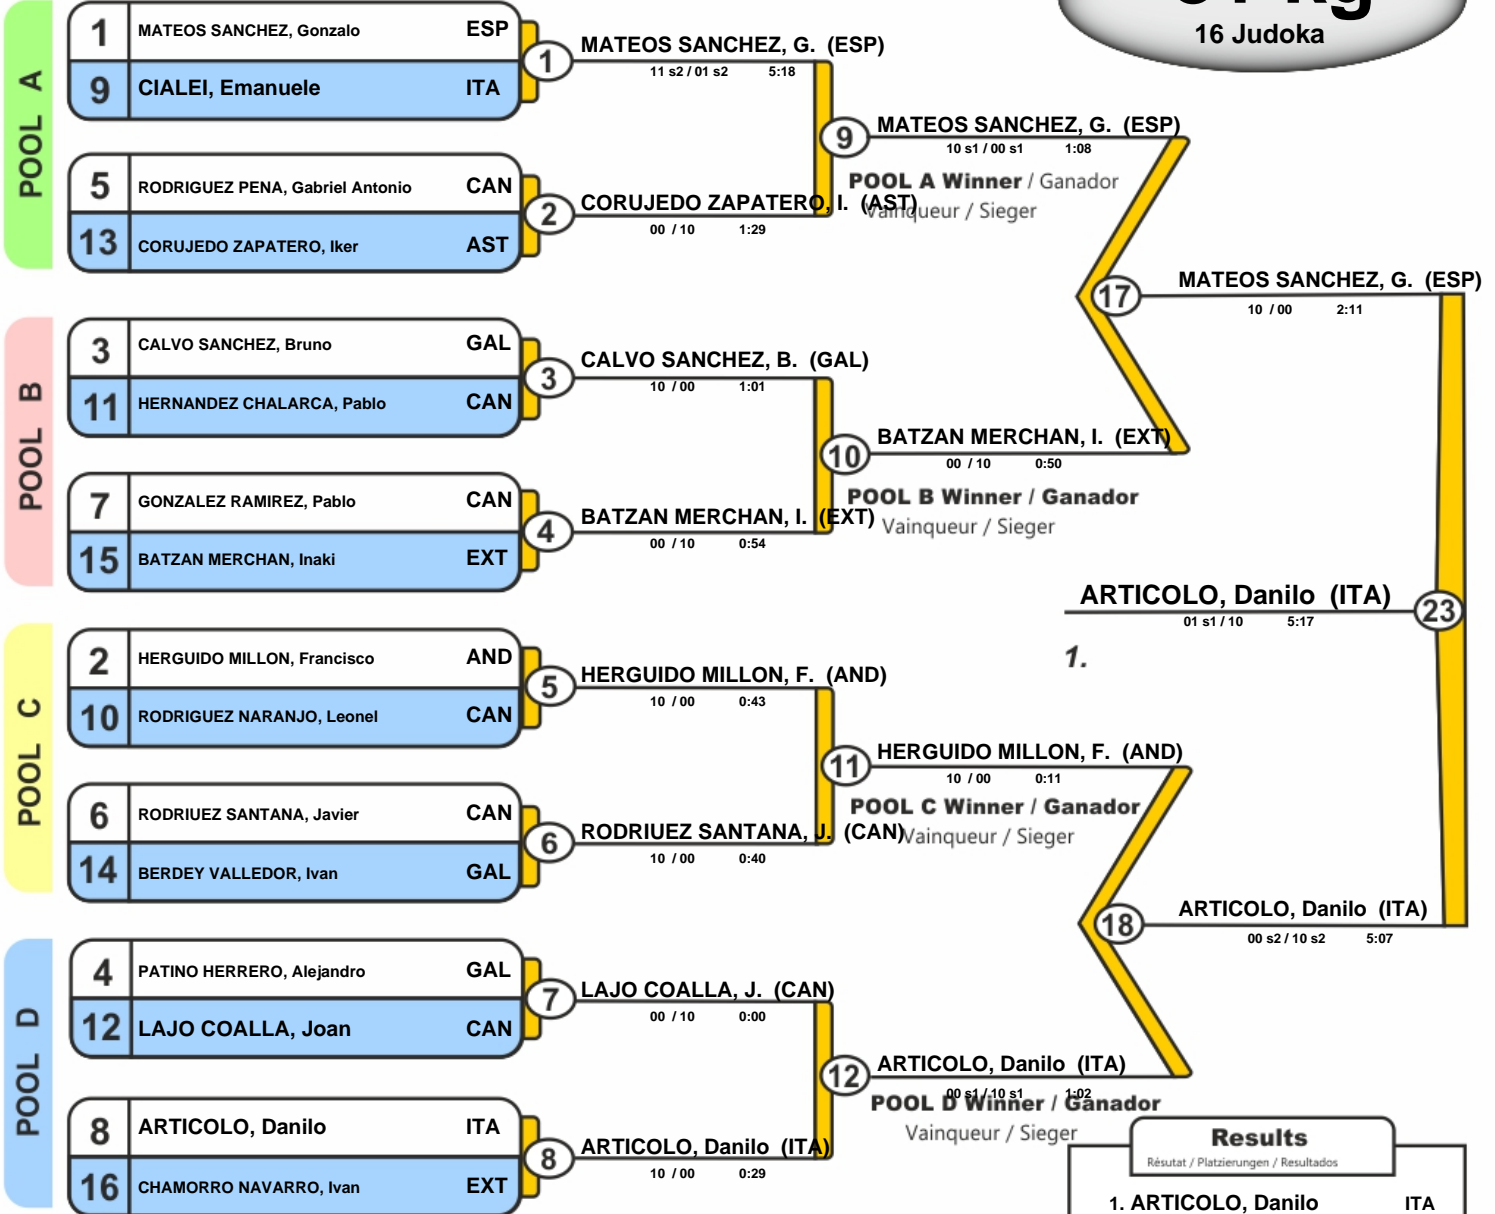 16 Judoka
POOL A
1 MATEOS SANCHEZ, Gonzalo ESP
9 CIALEI, Emanuele ITA
1 MATEOS SANCHEZ, G. (ESP)
11 s2 / 01 s2 5:18
5 RODRIGUEZ PENA, Gabriel Antonio CAN
13 CORUJEDO ZAPATERO, Iker AST
2 CORUJEDO ZAPATERO, I. (AST)
00 / 10 1:29
9 MATEOS SANCHEZ, G. (ESP)
10 s1 / 00 s1 1:08
POOL A Winner / Ganador
Vainqueur / Sieger
POOL B
3 CALVO SANCHEZ, Bruno GAL
11 HERNANDEZ CHALARCA, Pablo CAN
3 CALVO SANCHEZ, B. (GAL)
10 / 00 1:01
7 GONZALEZ RAMIREZ, Pablo CAN
15 BATZAN MERCHAN, Inaki EXT
4 BATZAN MERCHAN, I. (EXT)
00 / 10 0:54
10 BATZAN MERCHAN, I. (EXT)
00 / 10 0:50
POOL B Winner / Ganador
Vainqueur / Sieger
17 MATEOS SANCHEZ, G. (ESP)
10 / 00 2:11
POOL C
2 HERGUIDO MILLON, Francisco AND
10 RODRIGUEZ NARANJO, Leonel CAN
5 HERGUIDO MILLON, F. (AND)
10 / 00 0:43
6 RODRIUEZ SANTANA, Javier CAN
14 BERDEY VALLEDOR, Ivan GAL
6 RODRIUEZ SANTANA, J. (CAN)
10 / 00 0:40
11 HERGUIDO MILLON, F. (AND)
10 / 00 0:11
POOL C Winner / Ganador
Vainqueur / Sieger
POOL D
4 PATINO HERRERO, Alejandro GAL
12 LAJO COALLA, Joan CAN
7 LAJO COALLA, J. (CAN)
00 / 10 0:00
8 ARTICOLO, Danilo ITA
16 CHAMORRO NAVARRO, Ivan EXT
8 ARTICOLO, Danilo (ITA)
10 / 00 0:29
12 ARTICOLO, Danilo (ITA)
00 s1 / 10 s1 1:02
POOL D Winner / Ganador
Vainqueur / Sieger
18 ARTICOLO, Danilo (ITA)
00 s2 / 10 s2 5:07
ARTICOLO, Danilo (ITA) 23
01 s1 / 10 5:17
1.
Results
Résutat / Platzierungen / Resultados
1. ARTICOLO, Danilo ITA